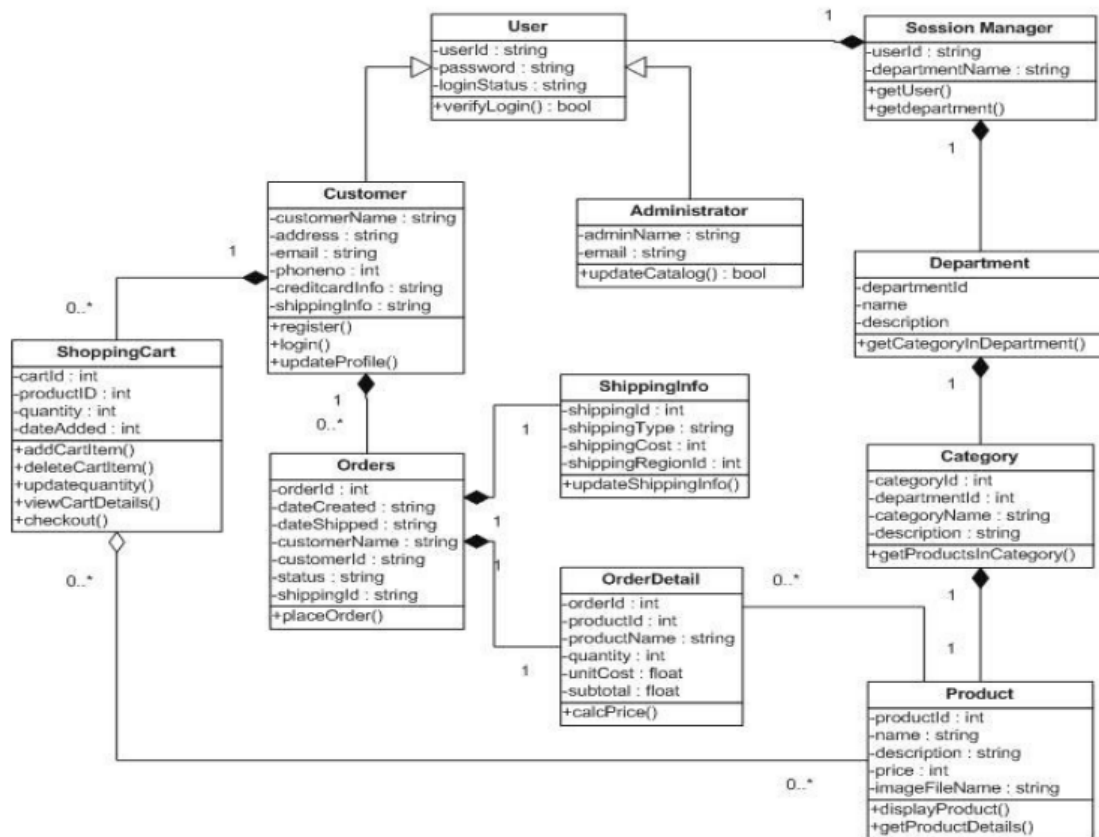 User
-userId : string
-password : string
-loginStatus : string
+verifyLogin() : bool
1
Session Manager
-userId : string
-departmentName : string
+getUser()
+getdepartment()
1
Customer
-customerName : string
-address : string
-email : string
-phoneno : int
-creditcardInfo : string
-shippingInfo : string
+register()
+login()
+updateProfile()
1
0..*
1
0..*
Administrator
-adminName : string
-email : string
+updateCatalog() : bool
Department
-departmentId
-name
-description
+getCategoryInDepartment()
1
ShoppingCart
-cartId : int
-productID : int
-quantity : int
-dateAdded : int
+addCartItem()
+deleteCartItem()
+updatequantity()
+viewCartDetails()
+checkout()
0..*
ShippingInfo
-shippingId : int
-shippingType : string
-shippingCost : int
-shippingRegionId : int
+updateShippingInfo()
1
Orders
-orderId : int
-dateCreated : string
-dateShipped : string
-customerName : string
-customerId : string
-status : string
-shippingId : string
+placeOrder()
1
1
1
Category
-categoryId : int
-departmentId : int
-categoryName : string
-description : string
+getProductsInCategory()
1
1
OrderDetail
-orderId : int
-productId : int
-productName : string
-quantity : int
-unitCost : float
-subtotal : float
+calcPrice()
0..*
Product
-productId : int
-name : string
-description : string
-price : int
-imageFileName : string
+displayProduct()
+getProductDetails()
0..*